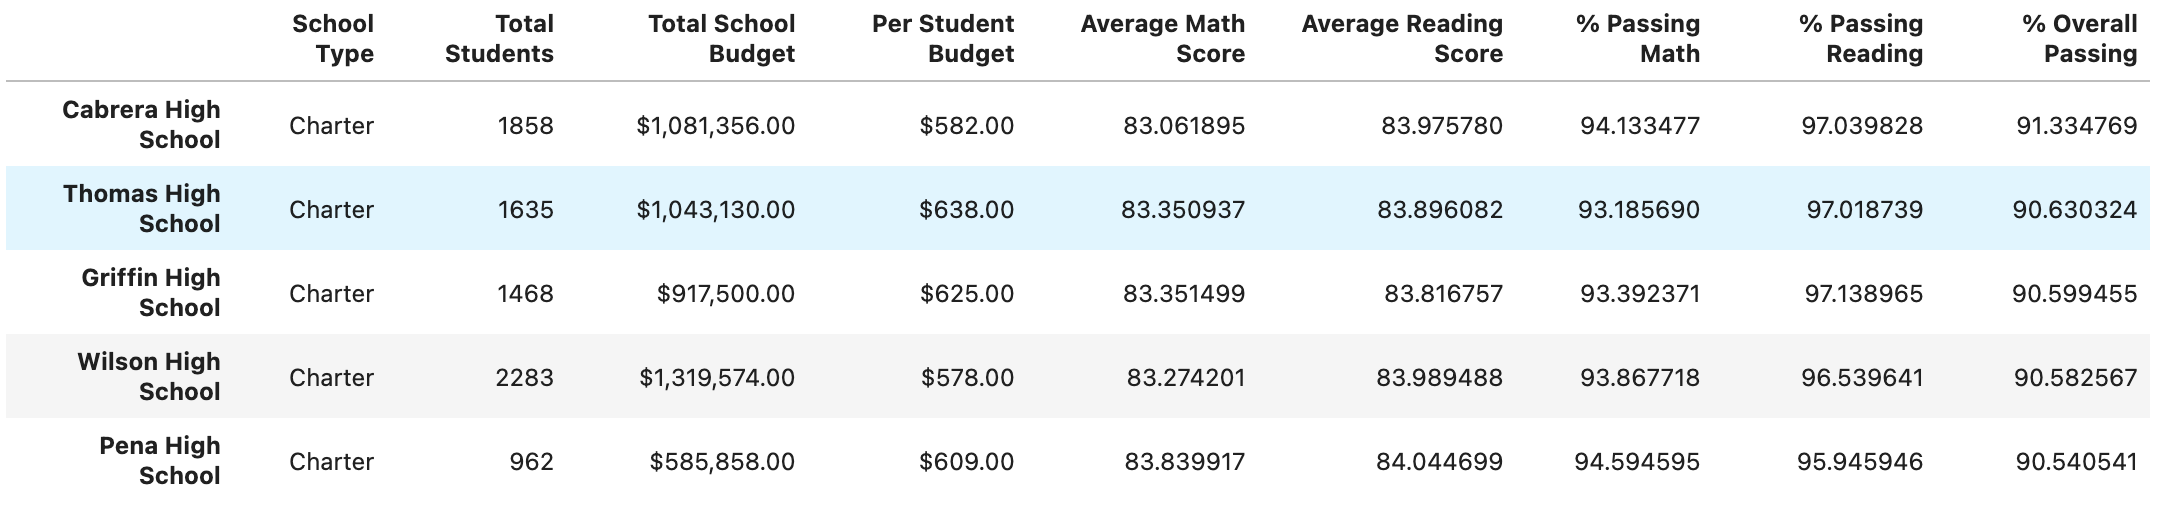 School Type Total Students Total School Budget Per Student Budget Average Math Score Average Reading Score % Passing Math % Passing Reading % Overall Passing
Cabrera High School Charter 1858 $1,081,356.00 $582.00 83.061895 83.975780 94.133477 97.039828 91.334769
Thomas High School Charter 1635 $1,043,130.00 $638.00 83.350937 83.896082 93.185690 97.018739 90.630324
Griffin High School Charter 1468 $917,500.00 $625.00 83.351499 83.816757 93.392371 97.138965 90.599455
Wilson High School Charter 2283 $1,319,574.00 $578.00 83.274201 83.989488 93.867718 96.539641 90.582567
Pena High School Charter 962 $585,858.00 $609.00 83.839917 84.044699 94.594595 95.945946 90.540541